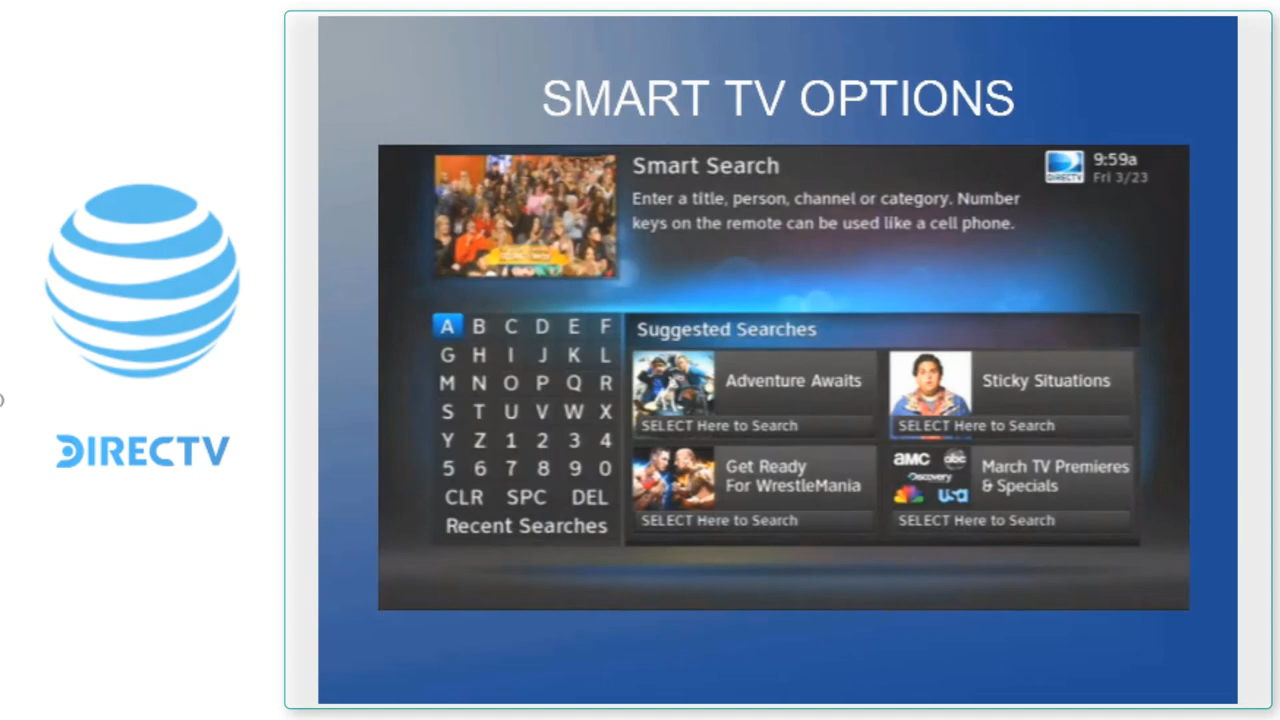 SMART TV OPTIONS
Smart Search
Enter a title, person, channel or category. Number
keys on the remote can be used like a cell phone.
DIRECTV
9:59a
Fri 3/23
A B C D E F
G H I J K L
M N O P Q R
S T U V W X
Y Z 1 2 3 4
5 6 7 8 9 0
CLR SPC DEL
Recent Searches
Suggested Searches
Adventure Awaits
SELECT Here to Search
Sticky Situations
SELECT Here to Search
Get Ready
For WrestleMania
SELECT Here to Search
aMC abc
Discovery
USA
March TV Premieres
& Specials
SELECT Here to Search
DIRECTV